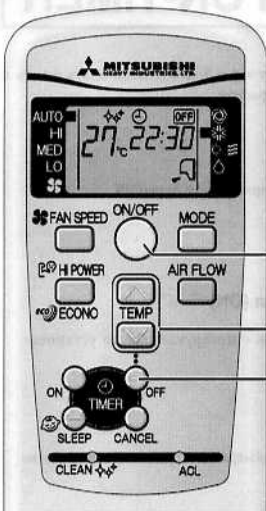 MITSUBISHI
HEAVY INDUSTRIES, LTD.
AUTO OFF
HI 27°C 22:30
MED
LO
FAN SPEED ON/OFF MODE
HI POWER AIR FLOW
ECONO TEMP
ON TIMER OFF
SLEEP CANCEL
CLEAN ACL